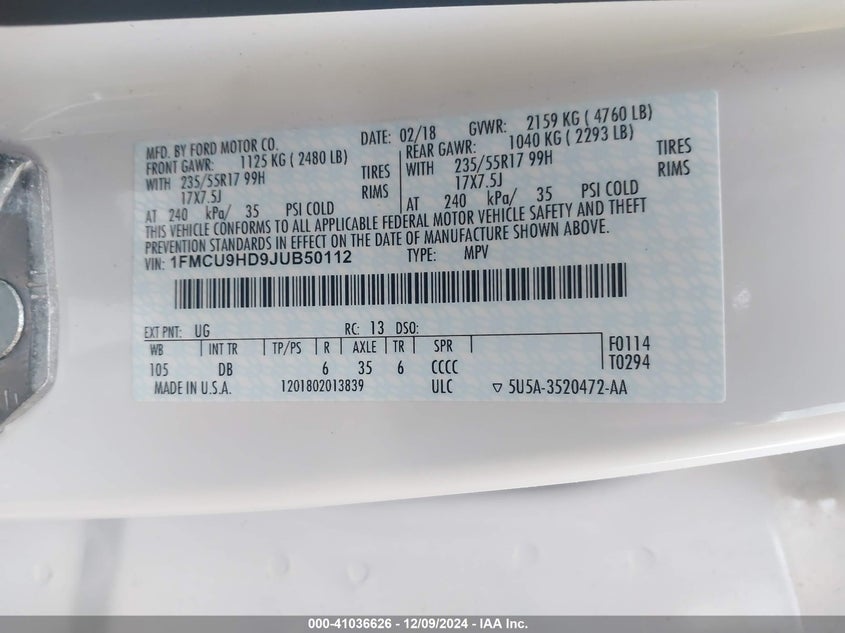 MFD. BY FORD MOTOR CO. DATE: 02/18 GVWR: 2159 KG ( 4760 LB)
FRONT GAWR: 1125 KG ( 2480 LB) REAR GAWR: 1040 KG ( 2293 LB)
WITH 235/55R17 99H TIRES WITH 235/55R17 99H TIRES
17X7.5J RIMS 17X7.5J RIMS
AT 240 kPa/ 35 PSI COLD AT 240 kPa/ 35 PSI COLD
THIS VEHICLE CONFORMS TO ALL APPLICABLE FEDERAL MOTOR VEHICLE SAFETY AND THEFT
PREVENTION STANDARDS IN EFFECT ON THE DATE OF MANUFACTURE SHOWN ABOVE.
VIN: 1FMCU9HD9JUB50112 TYPE: MPV
EXT PNT: UG RC: 13 DSO:
WB INT TR TP/PS R AXLE TR SPR F0114
105 DB 6 35 6 CCCC T0294
MADE IN U.S.A. 1201802013839 ULC ▽ 5U5A-3520472-AA
000-41036626 - 12/09/2024 - IAA Inc.